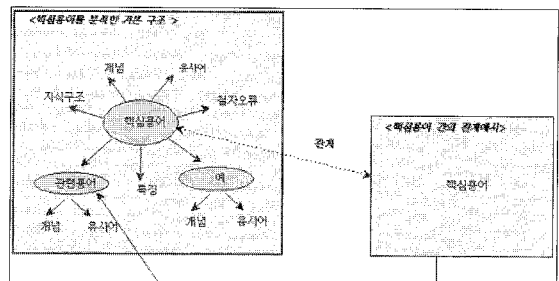 <핵심용어를 분석한 기본 구조 >
개념
유사어
지식구조
핵심용어
철자오류
관계
<핵심용어 간의 관계예시>
핵심용어
관련용어
특징
예
개념
유사어
개념
유사어